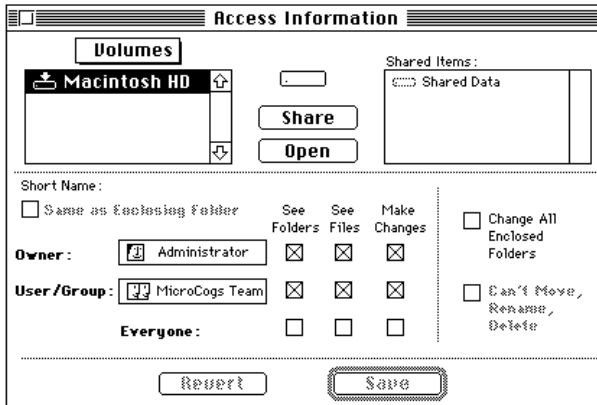 Access Information
Volumes
Shared Items:
Macintosh HD
Shared Data
Share
Open
Short Name:
Same as Enclosing Folder
See Folders
See Files
Make Changes
Change All
Enclosed
Folders
Owner:
Administrator
User/Group:
MicroCogs Team
Can't Move,
Rename,
Delete
Everyone:
Revert
Save